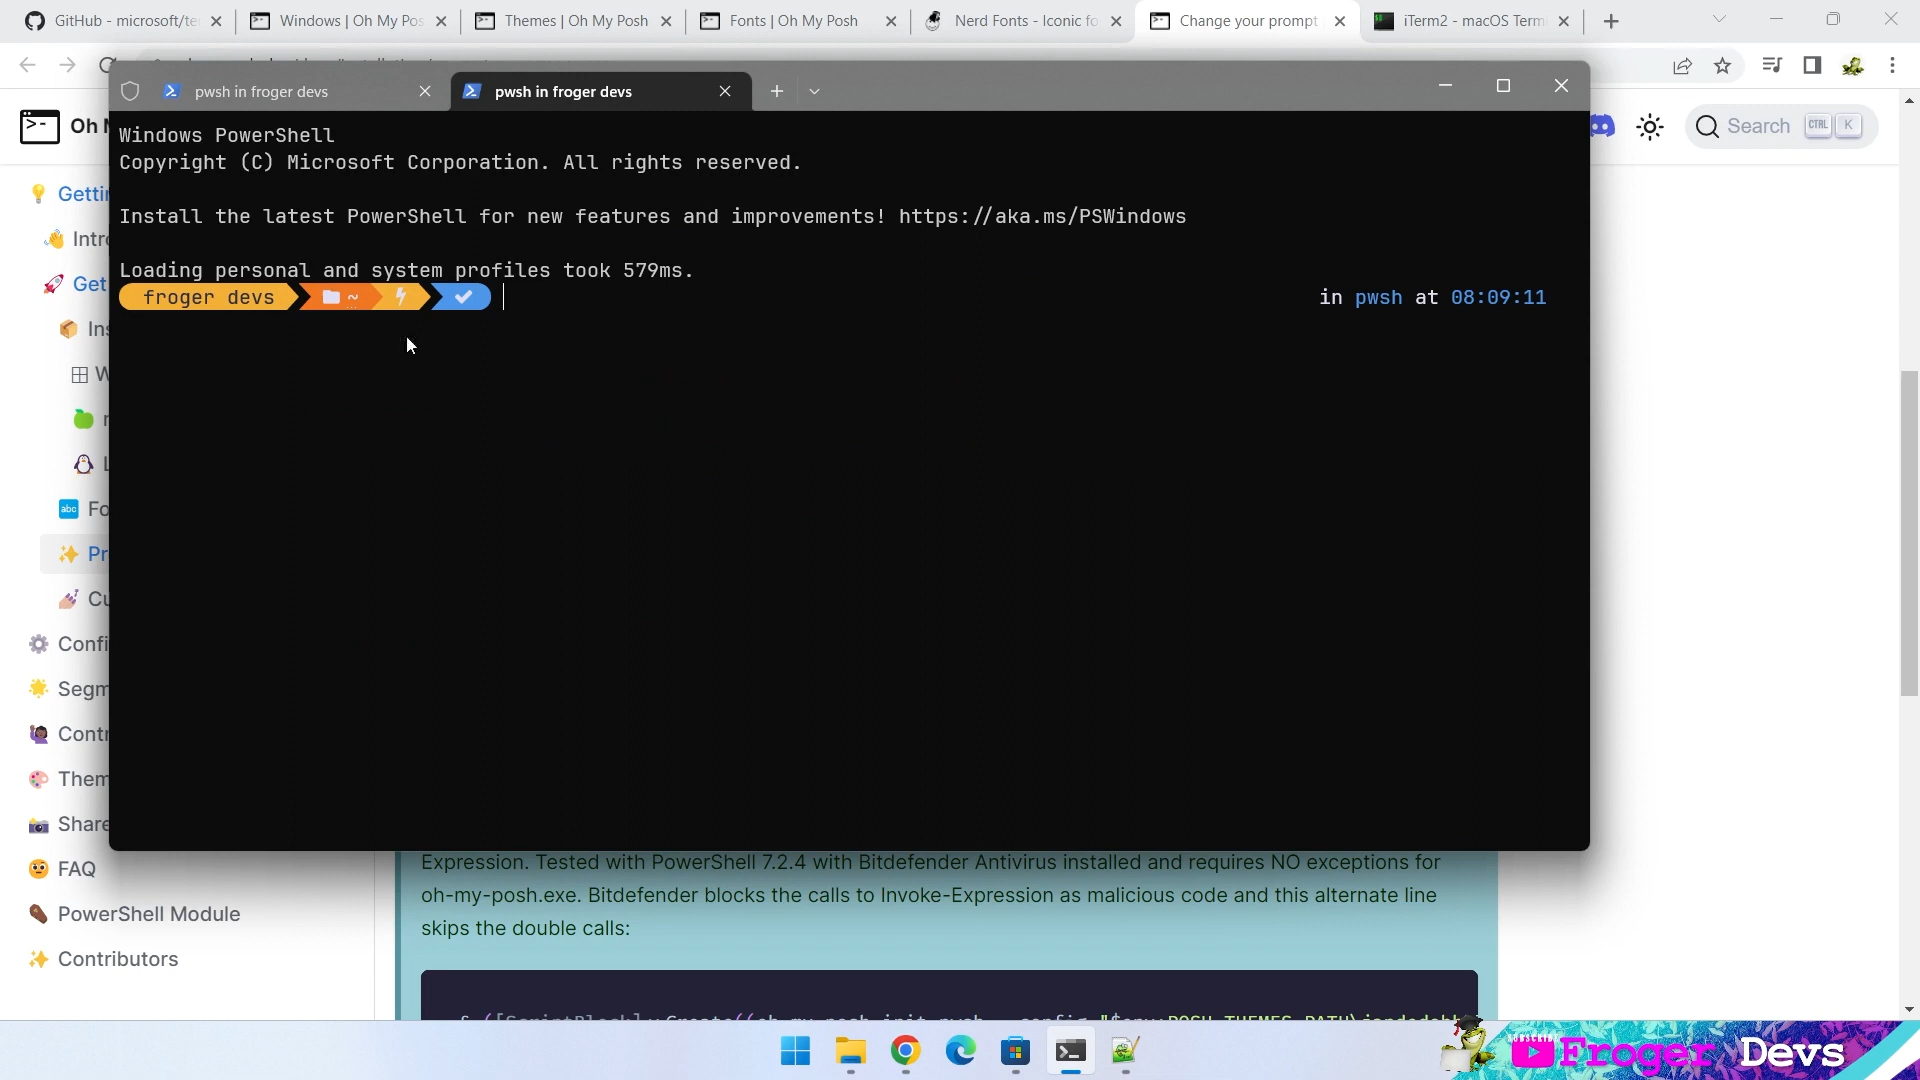 GitHub - microsoft/te
Windows | Oh My Pos
Themes | Oh My Posh
Fonts | Oh My Posh
Nerd Fonts - Iconic fo
Change your prompt
iTerm2 - macOS Term
pwsh in froger devs
pwsh in froger devs
Oh M
Search CTRL K
Windows PowerShell
Copyright (C) Microsoft Corporation. All rights reserved.
Install the latest PowerShell for new features and improvements! https://aka.ms/PSWindows
Loading personal and system profiles took 579ms.
froger devs ~
in pwsh at 08:09:11
Gettin
Intro
Get
Ins
W
Fo
Pr
Cu
Confi
Segm
Contr
Them
Share
FAQ
PowerShell Module
Contributors
Expression. Tested with PowerShell 7.2.4 with Bitdefender Antivirus installed and requires NO exceptions for
oh-my-posh.exe. Bitdefender blocks the calls to Invoke-Expression as malicious code and this alternate line
skips the double calls:
SUBSCRIBE
Froger Devs